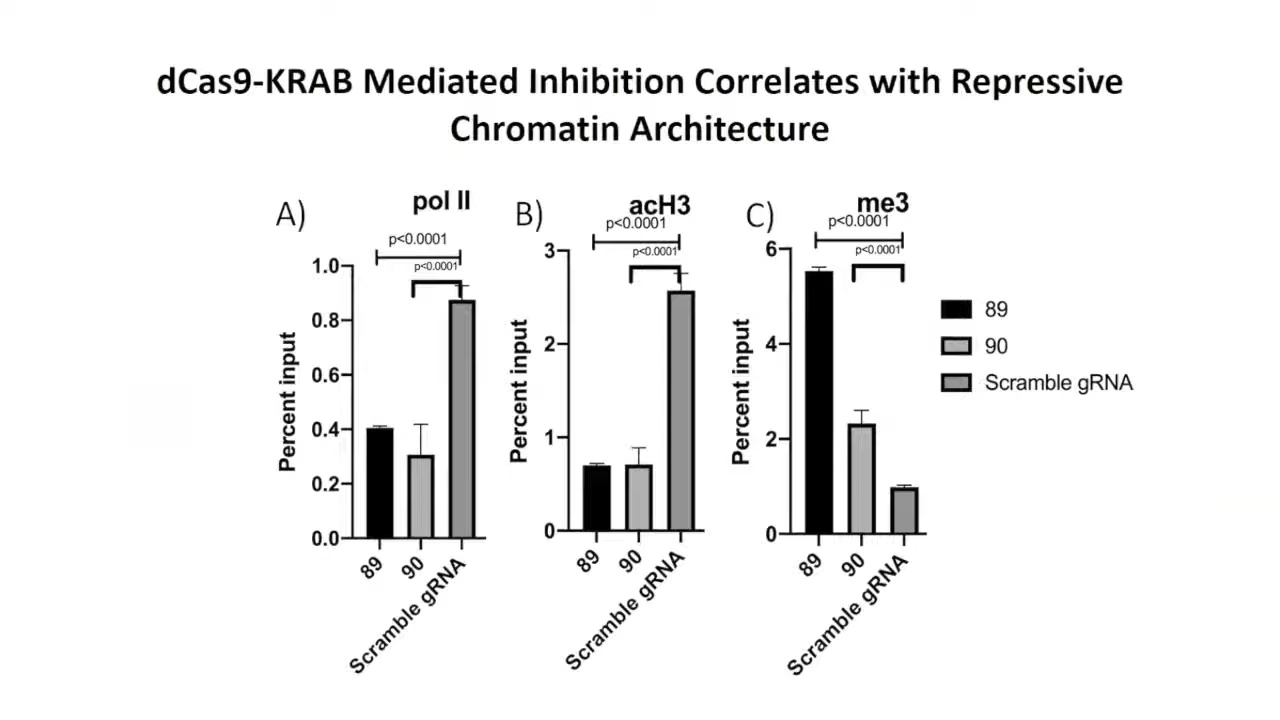 dCas9-KRAB Mediated Inhibition Correlates with Repressive
Chromatin Architecture
A)
pol II
p<0.0001
p<0.0001
1.0
0.8
0.6
0.4
0.2
0.0
Percent input
89
90
Scramble gRNA
B)
acH3
p<0.0001
p<0.0001
3
2
1
0
Percent input
89
90
Scramble gRNA
C)
me3
p<0.0001
p<0.0001
6
4
2
0
Percent input
89
90
Scramble gRNA
89
90
Scramble gRNA